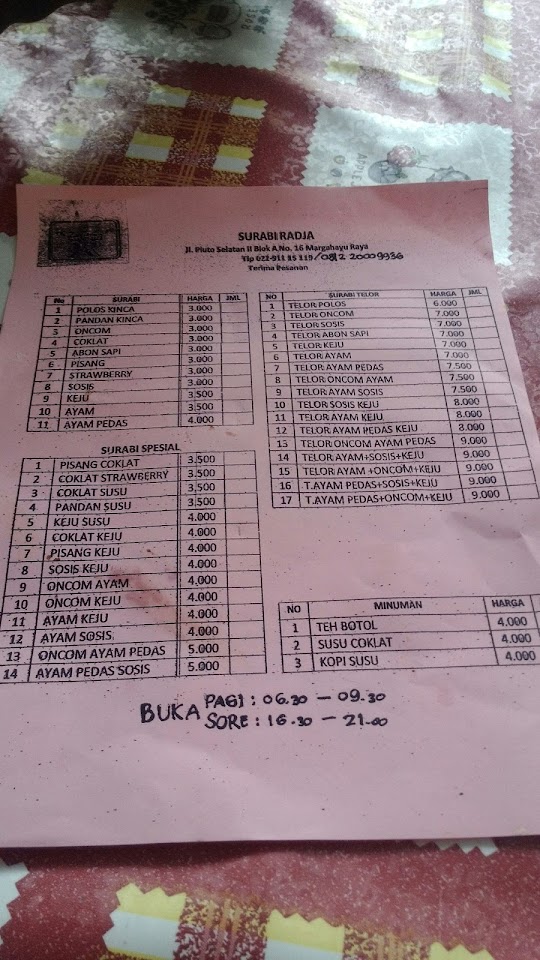 SURABI RADJA
Jl. Pluto Selatan II Blok A.No. 16 Margahayu Raya
Tlp 022-911 35 319/0812 20009936
Terima Pesanan
No SURABI HARGA JML
1 POLOS KINCA 3.000
2 PANDAN KINCA 3.000
3 ONCOM 3.000
4 COKLAT 3.000
5 ABON SAPI 3.000
6 PISANG 3.000
7 STRAWBERRY 3.000
8 SOSIS 3.500
9 KEJU 3.500
10 AYAM 3.500
11 AYAM PEDAS 4.000
SURABI SPESIAL
1 PISANG COKLAT 3.500
2 COKLAT STRAWBERRY 3.500
3 COKLAT SUSU 3.500
4 PANDAN SUSU 3.500
5 KEJU SUSU 4.000
6 COKLAT KEJU 4.000
7 PISANG KEJU 4.000
8 SOSIS KEJU 4.000
9 ONCOM AYAM 4.000
10 ONCOM KEJU 4.000
11 AYAM KEJU 4.000
12 AYAM SOSIS 4.000
13 ONCOM AYAM PEDAS 5.000
14 AYAM PEDAS SOSIS 5.000
NO SURABI TELOR HARGA JML
1 TELOR POLOS 6.000
2 TELOR ONCOM 7.000
3 TELOR SOSIS 7.000
4 TELOR ABON SAPI 7.000
5 TELOR KEJU 7.000
6 TELOR AYAM 7.000
7 TELOR AYAM PEDAS 7.500
8 TELOR ONCOM AYAM 7.500
9 TELOR AYAM SOSIS 7.500
10 TELOR SOSIS KEJU 8.000
11 TELOR AYAM KEJU 8.000
12 TELOR AYAM PEDAS KEJU 8.000
13 TELOR ONCOM AYAM PEDAS 9.000
14 TELOR AYAM+SOSIS+KEJU 9.000
15 TELOR AYAM +ONCOM+KEJU 9.000
16 T.AYAM PEDAS+SOSIS+KEJU 9.000
17 T.AYAM PEDAS+ONCOM+KEJU 9.000
NO MINUMAN HARGA
1 TEH BOTOL 4.000
2 SUSU COKLAT 4.000
3 KOPI SUSU 4.000
BUKA PAGI : 06.30 – 09.30
SORE : 16.30 – 21.00